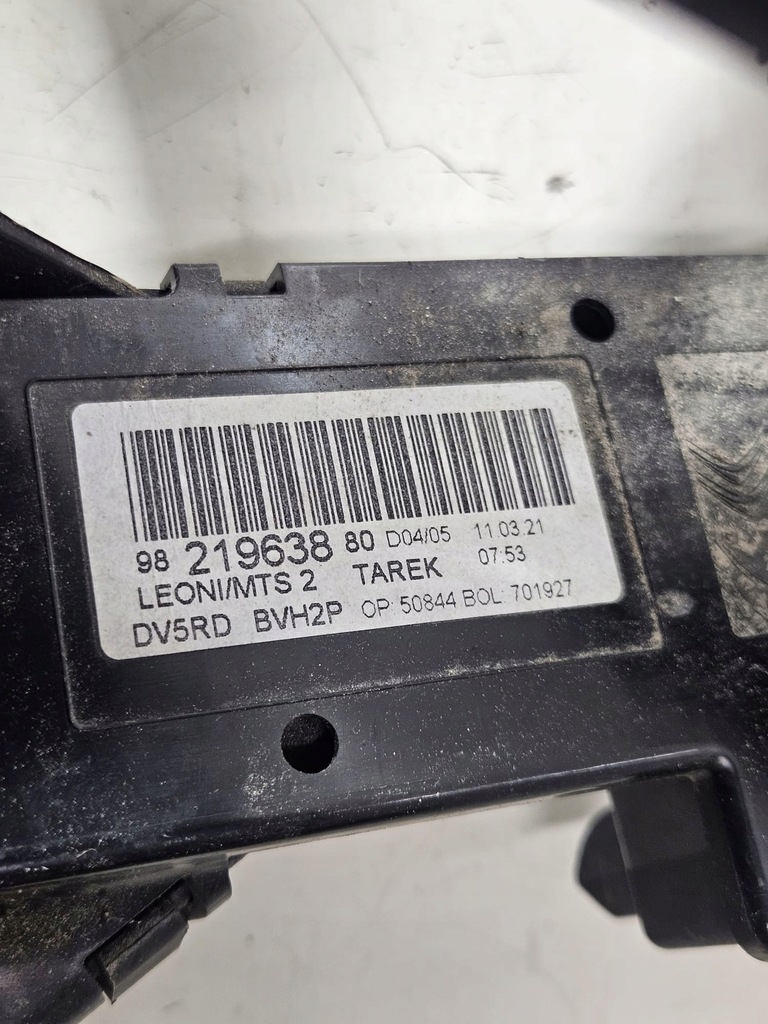 98 219638 80 D04/05 11.03.21
LEONI/MTS 2 TAREK 07:53
DV5RD BVH2P OP: 50844 BOL: 701927